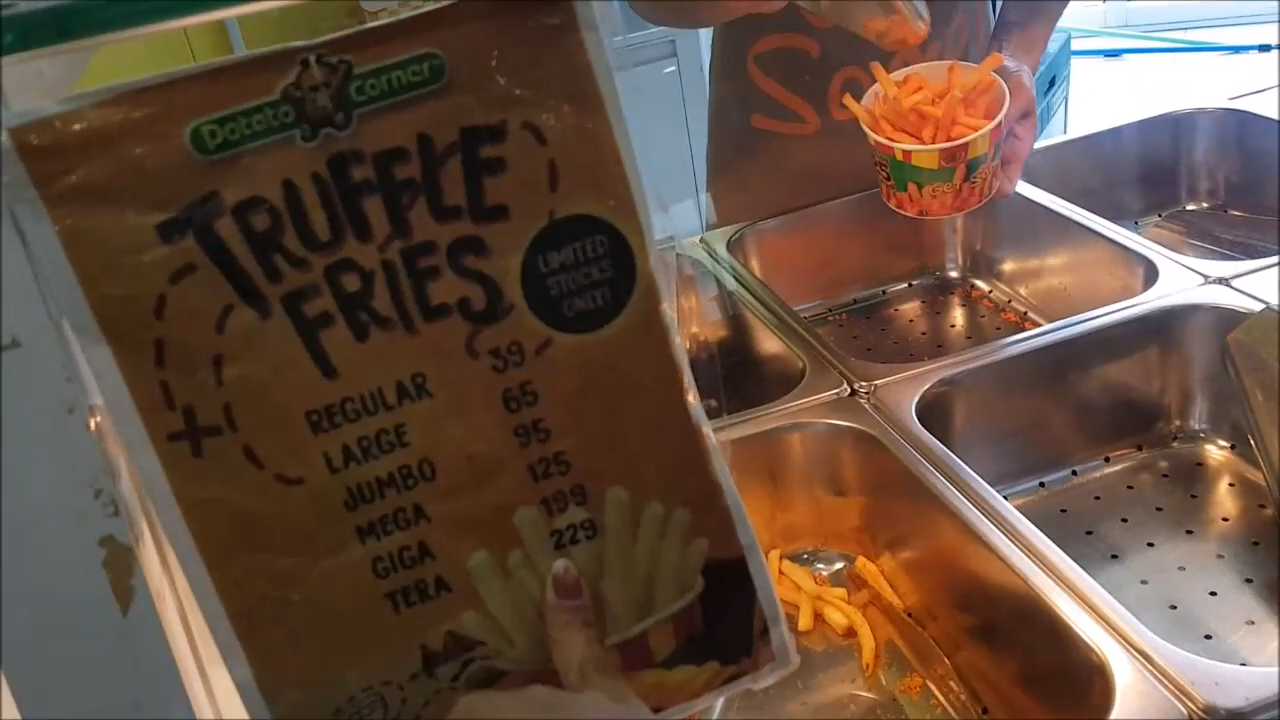 Potato Corner
TRUFFLE
FRIES
LIMITED
STOCKS
ONLY!
REGULAR 39
LARGE 65
JUMBO 95
MEGA 125
GIGA 199
TERA 229
GET